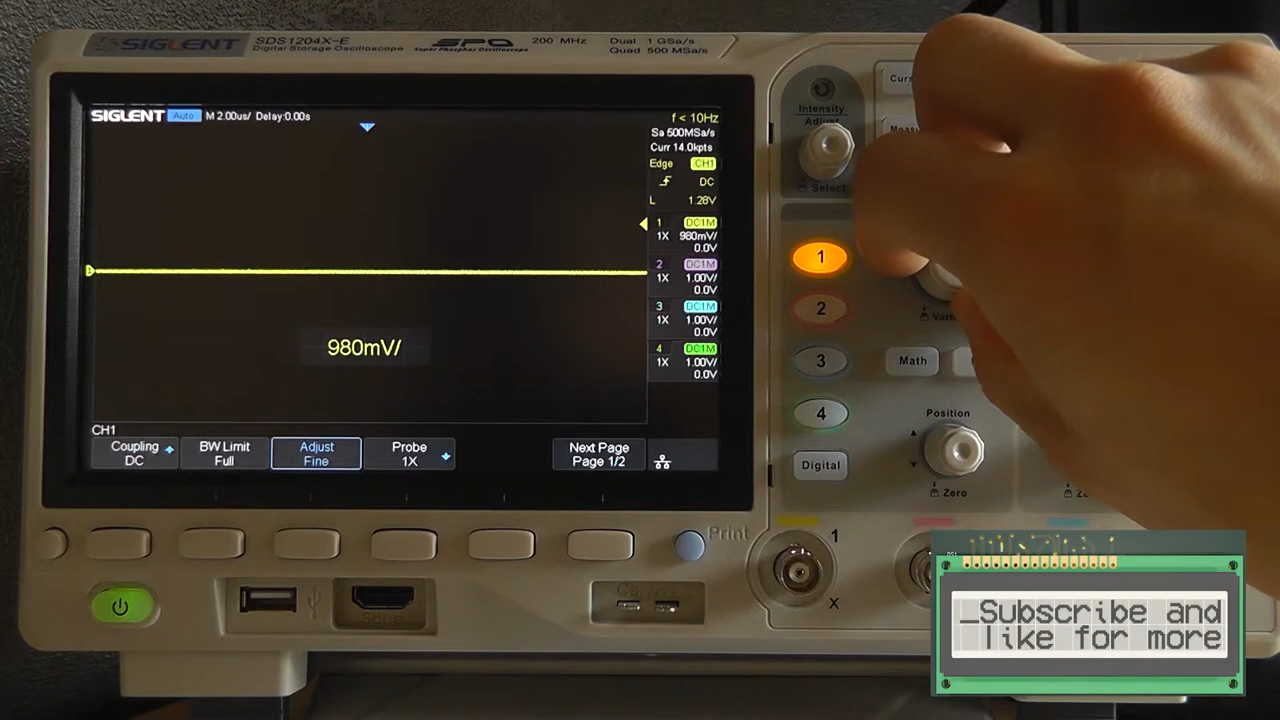 SIGLENT SDS1204X-E
Digital Storage Oscilloscope
SPO
Super Phosphor Oscilloscope
200 MHz
Dual 1 GSa/s
Quad 500 MSa/s
SIGLENT Auto M 2.00us/ Delay:0.00s
f < 10Hz
Sa 500MSa/s
Curr 14.0kpts
Edge CH1
DC
L 1.28V
1 DC1M
1X 980mV/
0.0V
2 DC1M
1X 1.00V/
0.0V
3 DC1M
1X 1.00V/
0.0V
4 DC1M
1X 1.00V/
0.0V
980mV/
CH1
Coupling
DC
BW Limit
Full
Adjust
Fine
Probe
1X
Next Page
Page 1/2
Intensity
Adjust
Select
1
2
3
4
Digital
Math
Position
Zero
Print
1
X
_Subscribe and
like for more